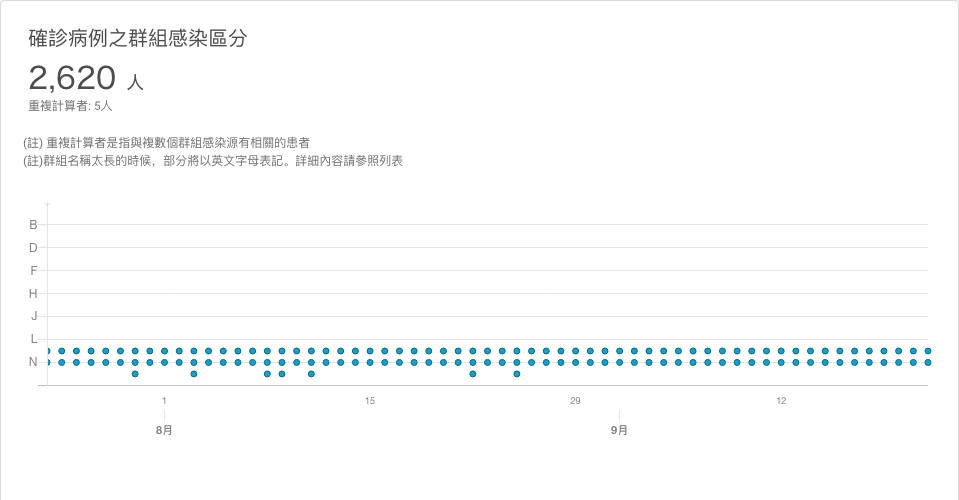 確診病例之群組感染區分
2,620 人
重複計算者: 5人
(註) 重複計算者是指與複數個群組感染源有相關的患者
(註)群組名稱太長的時候，部分將以英文字母表記。詳細內容請參照列表
B
D
F
H
J
L
N
1 15 29 12
8月 9月